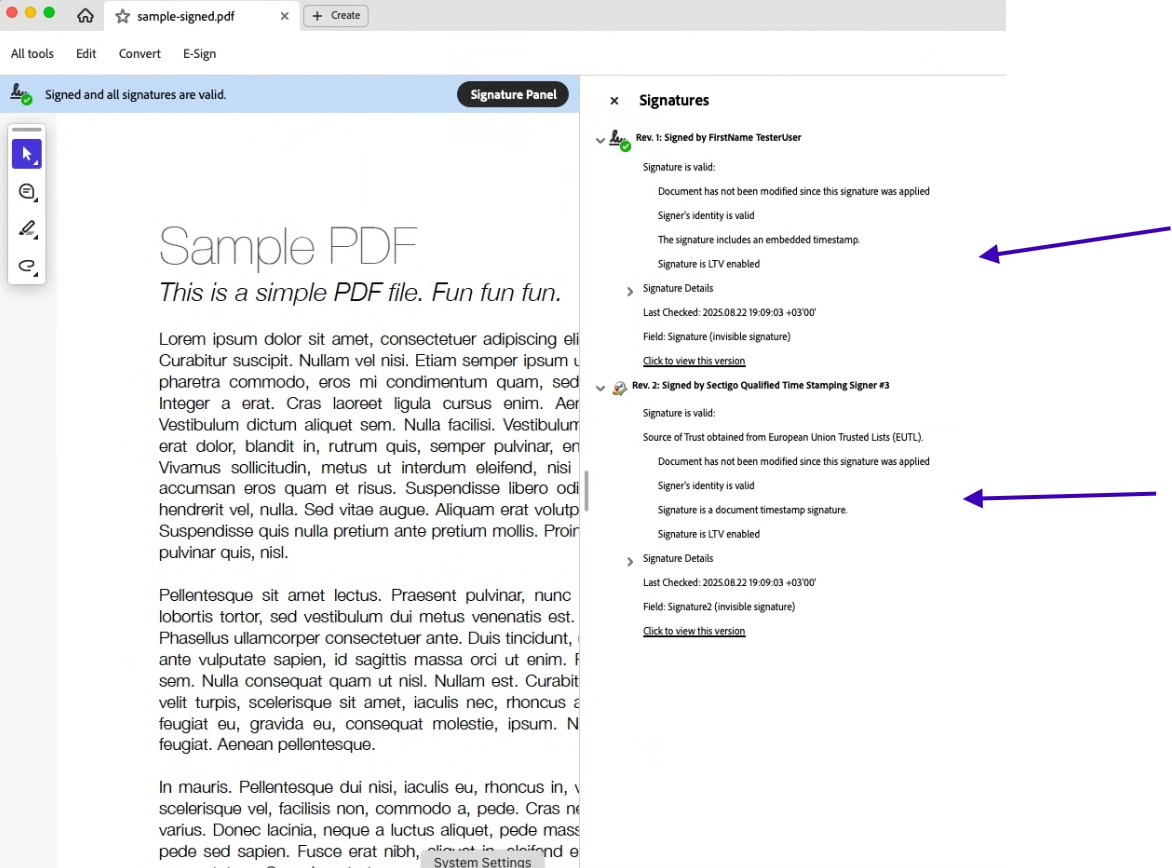 sample-signed.pdf
Create
All tools Edit Convert E-Sign
Signed and all signatures are valid.
Signature Panel
Sample PDF
This is a simple PDF file. Fun fun fun.
Lorem ipsum dolor sit amet, consectetuer adipiscing eli
Curabitur suscipit. Nullam vel nisi. Etiam semper ipsum u
pharetra commodo, eros mi condimentum quam, sed
Integer a erat. Cras laoreet ligula cursus enim. Aen
Vestibulum dictum aliquet sem. Nulla facilisi. Vestibulum
erat dolor, blandit in, rutrum quis, semper pulvinar, en
Vivamus sollicitudin, metus ut interdum eleifend, nisi
accumsan eros quam et risus. Suspendisse libero odi
hendrerit vel, nulla. Sed vitae augue. Aliquam erat volutp
Suspendisse quis nulla pretium ante pretium mollis. Proin
pulvinar quis, nisl.
Pellentesque sit amet lectus. Praesent pulvinar, nunc
lobortis tortor, sed vestibulum dui metus venenatis est.
Phasellus ullamcorper consectetuer ante. Duis tincidunt,
ante vulputate sapien, id sagittis massa orci ut enim.
sem. Nulla consequat quam ut nisl. Nullam est. Curabit
velit turpis, scelerisque sit amet, iaculis nec, rhoncus a
feugiat eu, gravida eu, consequat molestie, ipsum. N
feugiat. Aenean pellentesque.
In mauris. Pellentesque dui nisi, iaculis eu, rhoncus in, v
scelerisque vel, facilisis non, commodo a, pede. Cras ne
varius. Donec lacinia, neque a luctus aliquet, pede mass
pede sed sapien. Fusce erat nibh, aliquet in, eleifend e
System Settings
Signatures
Rev. 1: Signed by FirstName TesterUser
Signature is valid:
Document has not been modified since this signature was applied
Signer's identity is valid
The signature includes an embedded timestamp.
Signature is LTV enabled
Signature Details
Last Checked: 2025.08.22 19:09:03 +03'00'
Field: Signature (invisible signature)
Click to view this version
Rev. 2: Signed by Sectigo Qualified Time Stamping Signer #3
Signature is valid:
Source of Trust obtained from European Union Trusted Lists (EUTL).
Document has not been modified since this signature was applied
Signer's identity is valid
Signature is a document timestamp signature.
Signature is LTV enabled
Signature Details
Last Checked: 2025.08.22 19:09:03 +03'00'
Field: Signature2 (invisible signature)
Click to view this version